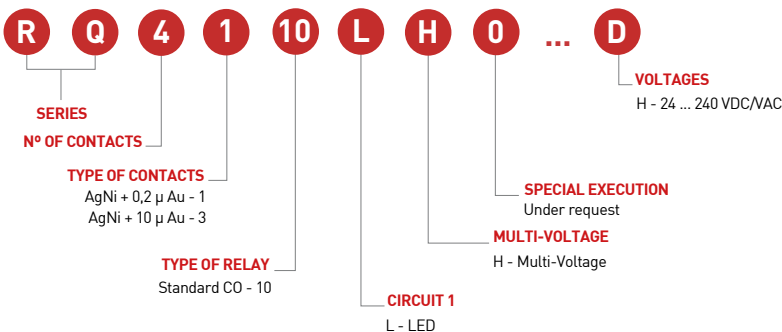 R Q 4 1 10 L H 0 ... D
VOLTAGES
H - 24 ... 240 VDC/VAC
SERIES
Nº OF CONTACTS
TYPE OF CONTACTS
AgNi + 0,2 µ Au - 1
AgNi + 10 µ Au - 3
SPECIAL EXECUTION
Under request
MULTI-VOLTAGE
H - Multi-Voltage
TYPE OF RELAY
Standard CO - 10
CIRCUIT 1
L - LED